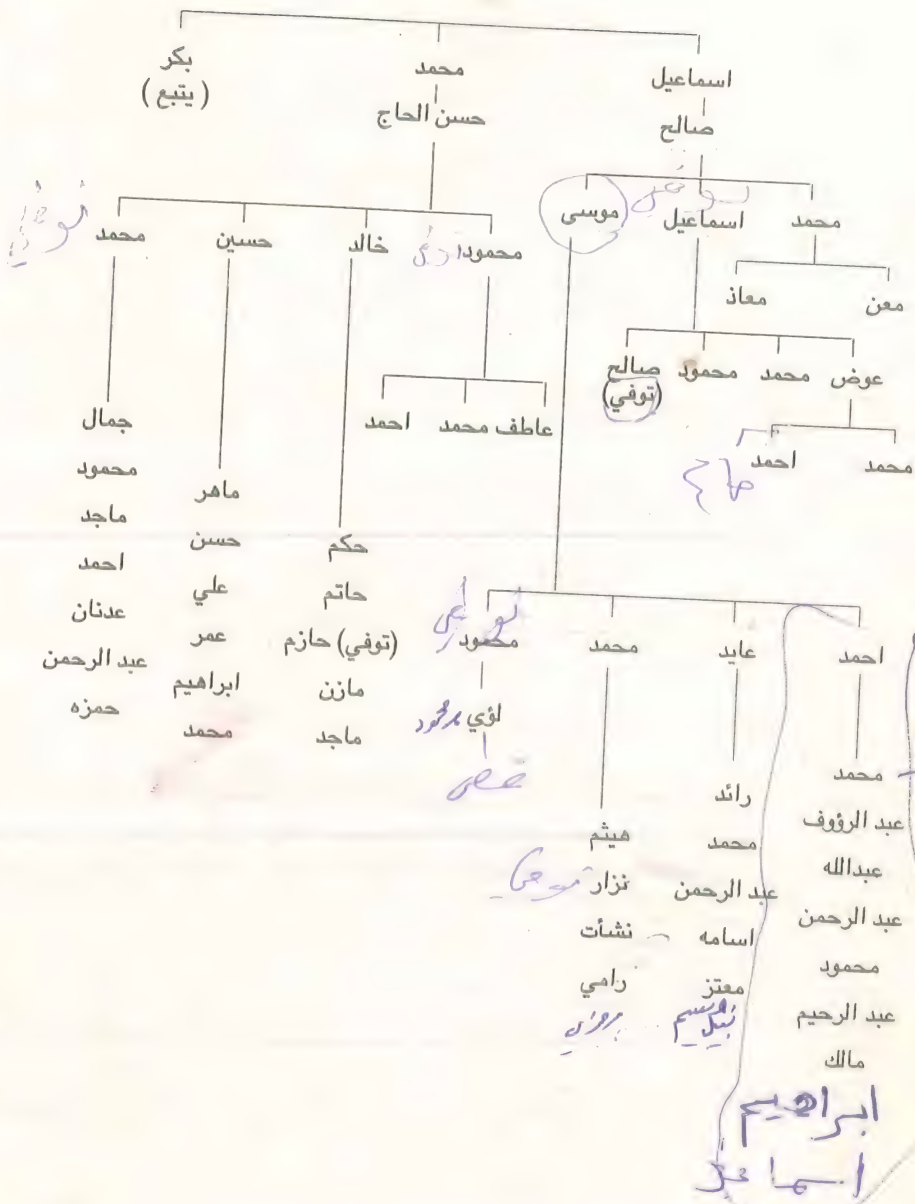 اسماعيل محمد بكر
(يتبع)
صالح حسن الحاج
محمد اسماعيل موسى محمود خالد حسين محمد
توفي
معن معاذ
عوض محمد محمود صالح
(توفي)
عاطف محمد احمد
محمد احمد
جمال
محمود
ماجد
احمد
عدنان
عبد الرحمن
حمزه
ماهر
حسن
علي
عمر
ابراهيم
محمد
حكم
حاتم
(توفي) حازم
مازن
ماجد
احمد عايد محمد محمود
لؤي
محمد
عبد الرؤوف
عبدالله
عبد الرحمن
محمود
عبد الرحيم
مالك
ابراهيم
رائد
محمد
عبد الرحمن
اسامه
معتز
هيثم
نزار
نشأت
رامي